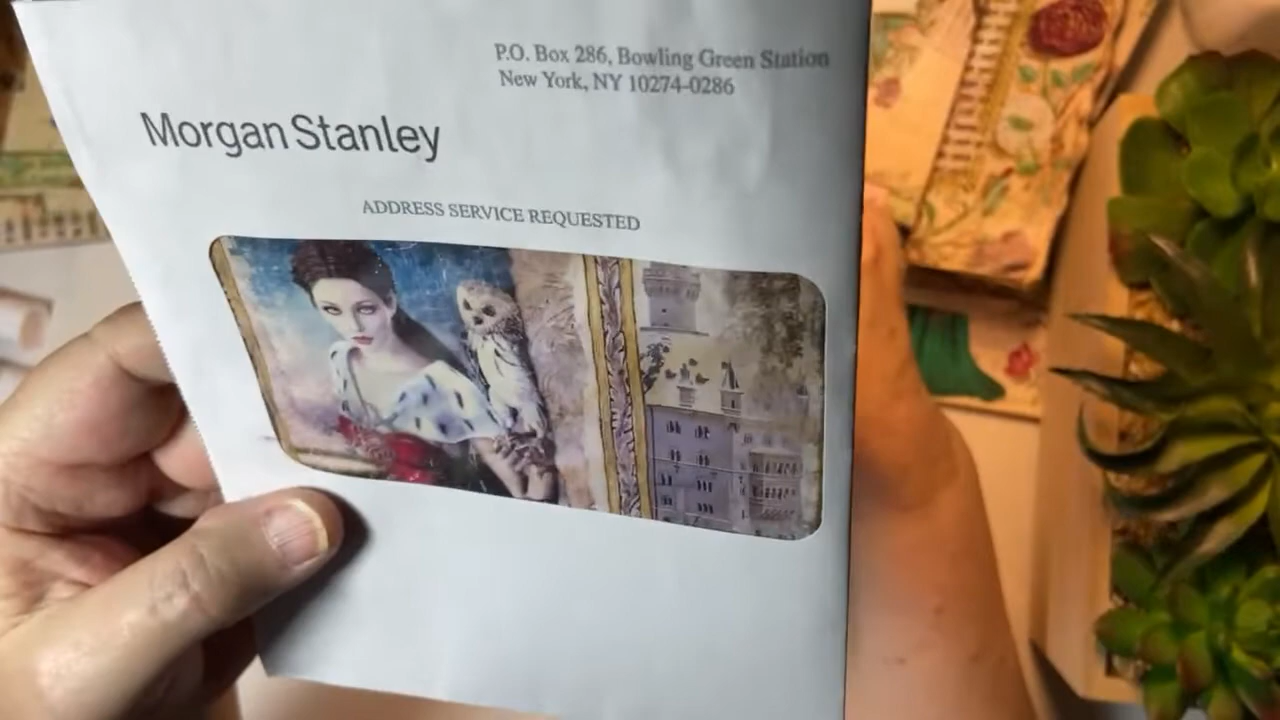 P.O. Box 286, Bowling Green Station
New York, NY 10274-0286
Morgan Stanley
ADDRESS SERVICE REQUESTED